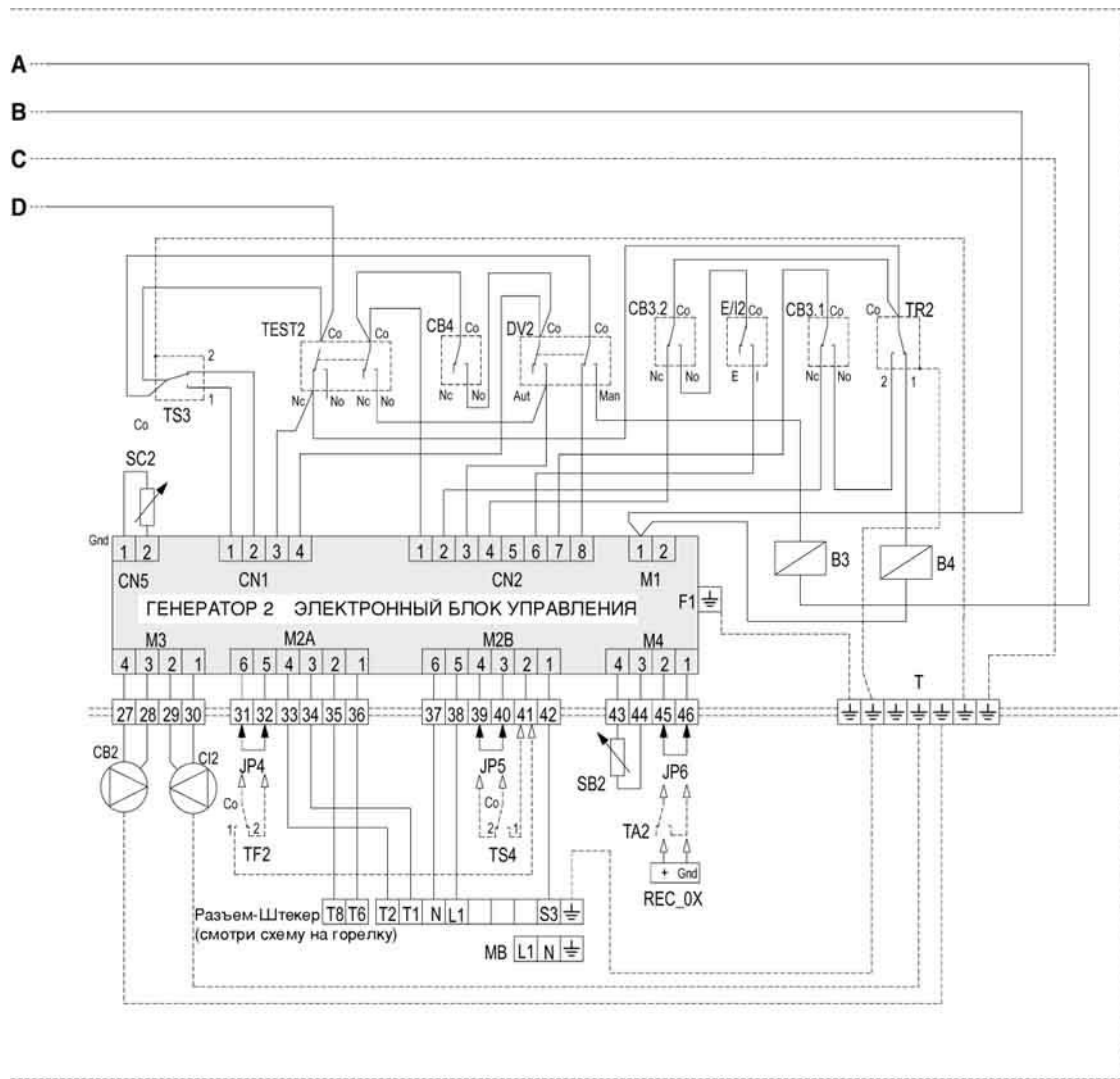 A
B
C
D
TEST2 Co Co CB4 Co DV2 Co Co CB3.2 Co E/I2 Co CB3.1 Co Co TR2
2
1
TS3
Co
Nc No Nc No Nc No Aut Man Nc No E I Nc No 2 1
SC2
Gnd 1 2 1 2 3 4 1 2 3 4 5 6 7 8 1 2
CN5 CN1 CN2 M1
B3 B4
ГЕНЕРАТОР 2 ЭЛЕКТРОННЫЙ БЛОК УПРАВЛЕНИЯ F1
M3 M2A M2B M4
4 3 2 1 6 5 4 3 2 1 6 5 4 3 2 1 4 3 2 1
T
27 28 29 30 31 32 33 34 35 36 37 38 39 40 41 42 43 44 45 46
CB2 CI2 JP4 JP5 SB2 JP6
Co Co
1 2 2 1 TA2
TF2 TS4
+ Gnd
REC_0X
Разъем-Штекер T8 T6 T2 T1 N L1 S3
(смотри схему на горелку)
MB L1 N